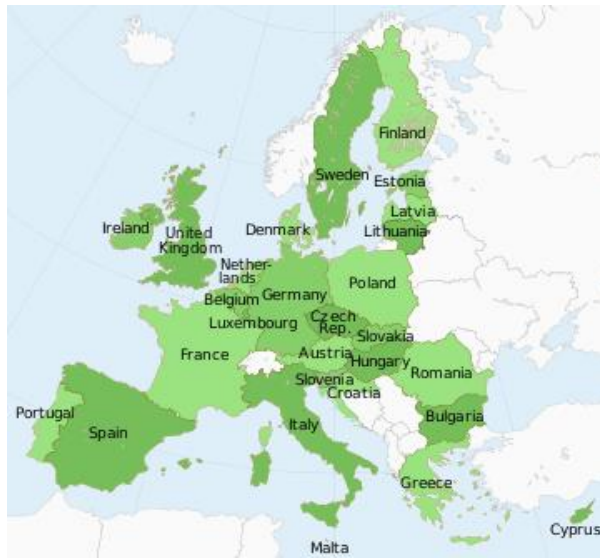 Finland
Sweden
Estonia
Latvia
Lithuania
Ireland
United
Kingdom
Denmark
Nether-
lands
Belgium
Germany
Poland
Luxembourg
Czech
Rep.
Slovakia
France
Austria
Hungary
Romania
Slovenia
Croatia
Portugal
Spain
Italy
Bulgaria
Greece
Cyprus
Malta